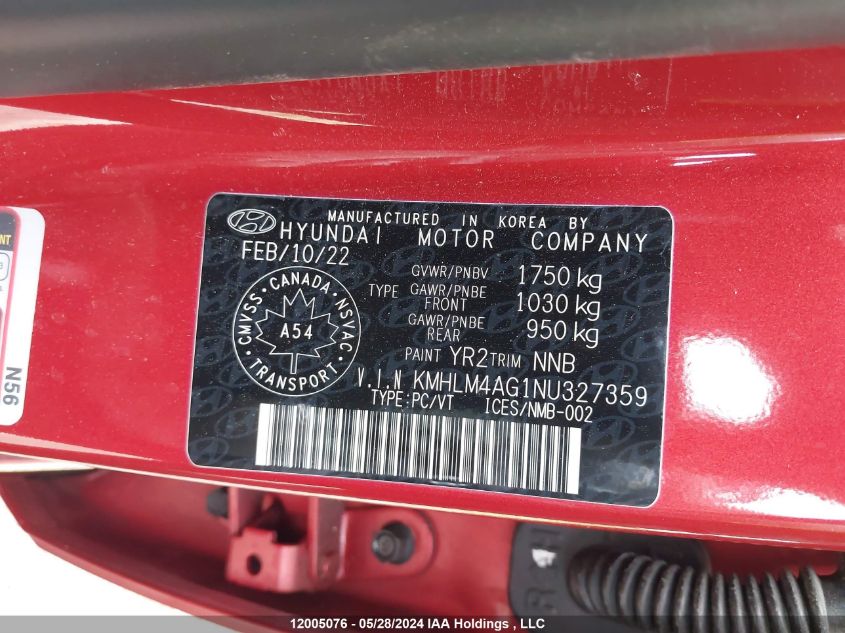 MANUFACTURED IN KOREA BY
HYUNDAI MOTOR COMPANY
FEB/10/22
GVWR/PNBV 1750 kg
TYPE GAWR/PNBE FRONT 1030 kg
GAWR/PNBE REAR 950 kg
CMVSS · CANADA · NSVAC
A54
· TRANSPORT ·
PAINT YR2 TRIM NNB
V.I.N KMHLM4AG1NU327359
TYPE:PC/VT ICES/NMB-002
N56
12005076 - 05/28/2024 IAA Holdings , LLC